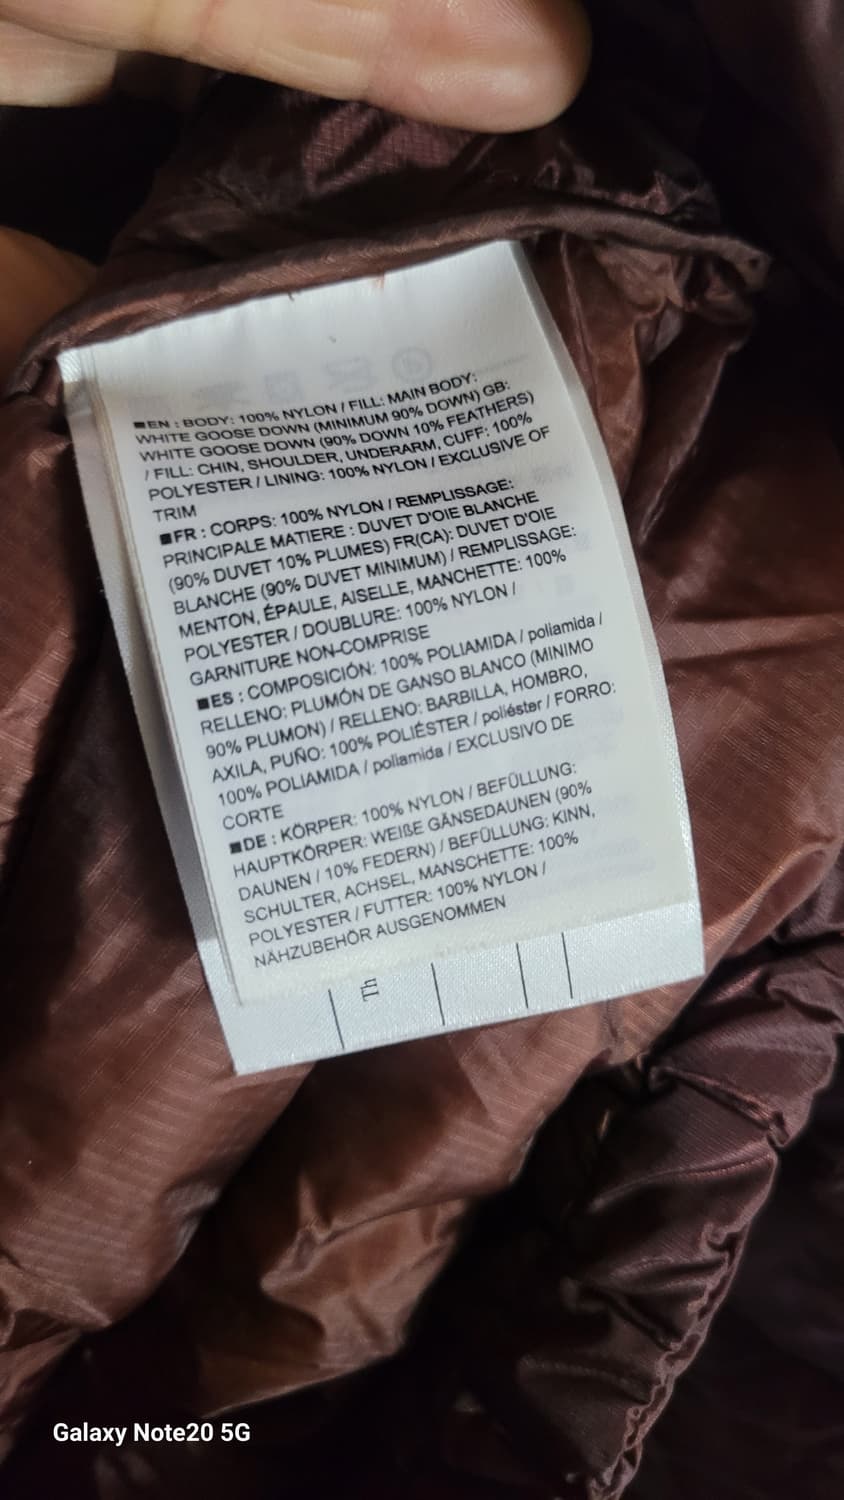 ■EN : BODY: 100% NYLON / FILL: MAIN BODY:
WHITE GOOSE DOWN (MINIMUM 90% DOWN) GB:
WHITE GOOSE DOWN (90% DOWN 10% FEATHERS)
/ FILL: CHIN, SHOULDER, UNDERARM, CUFF: 100%
POLYESTER / LINING: 100% NYLON / EXCLUSIVE OF
TRIM
■FR : CORPS: 100% NYLON / REMPLISSAGE:
PRINCIPALE MATIERE : DUVET D'OIE BLANCHE
(90% DUVET 10% PLUMES) FR(CA): DUVET D'OIE
BLANCHE (90% DUVET MINIMUM) / REMPLISSAGE:
MENTON, ÉPAULE, AISELLE, MANCHETTE: 100%
POLYESTER / DOUBLURE: 100% NYLON /
GARNITURE NON-COMPRISE
■ES : COMPOSICIÓN: 100% POLIAMIDA / poliamida /
RELLENO: PLUMÓN DE GANSO BLANCO (MINIMO
90% PLUMON) / RELLENO: BARBILLA, HOMBRO,
AXILA, PUÑO: 100% POLIÉSTER / poliéster / FORRO:
100% POLIAMIDA / poliamida / EXCLUSIVO DE
CORTE
■DE : KÖRPER: 100% NYLON / BEFÜLLUNG:
HAUPTKÖRPER: WEIßE GÄNSEDAUNEN (90%
DAUNEN / 10% FEDERN) / BEFÜLLUNG: KINN,
SCHULTER, ACHSEL, MANSCHETTE: 100%
POLYESTER / FUTTER: 100% NYLON /
NÄHZUBEHÖR AUSGENOMMEN
Th
Galaxy Note20 5G